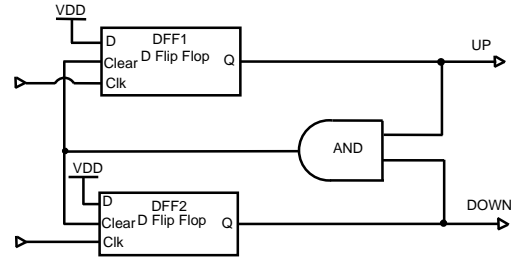 VDD
D
DFF1
D Flip Flop
Clear
Q
Clk
UP
AND
VDD
D
DFF2
D Flip Flop
Clear
Q
Clk
DOWN